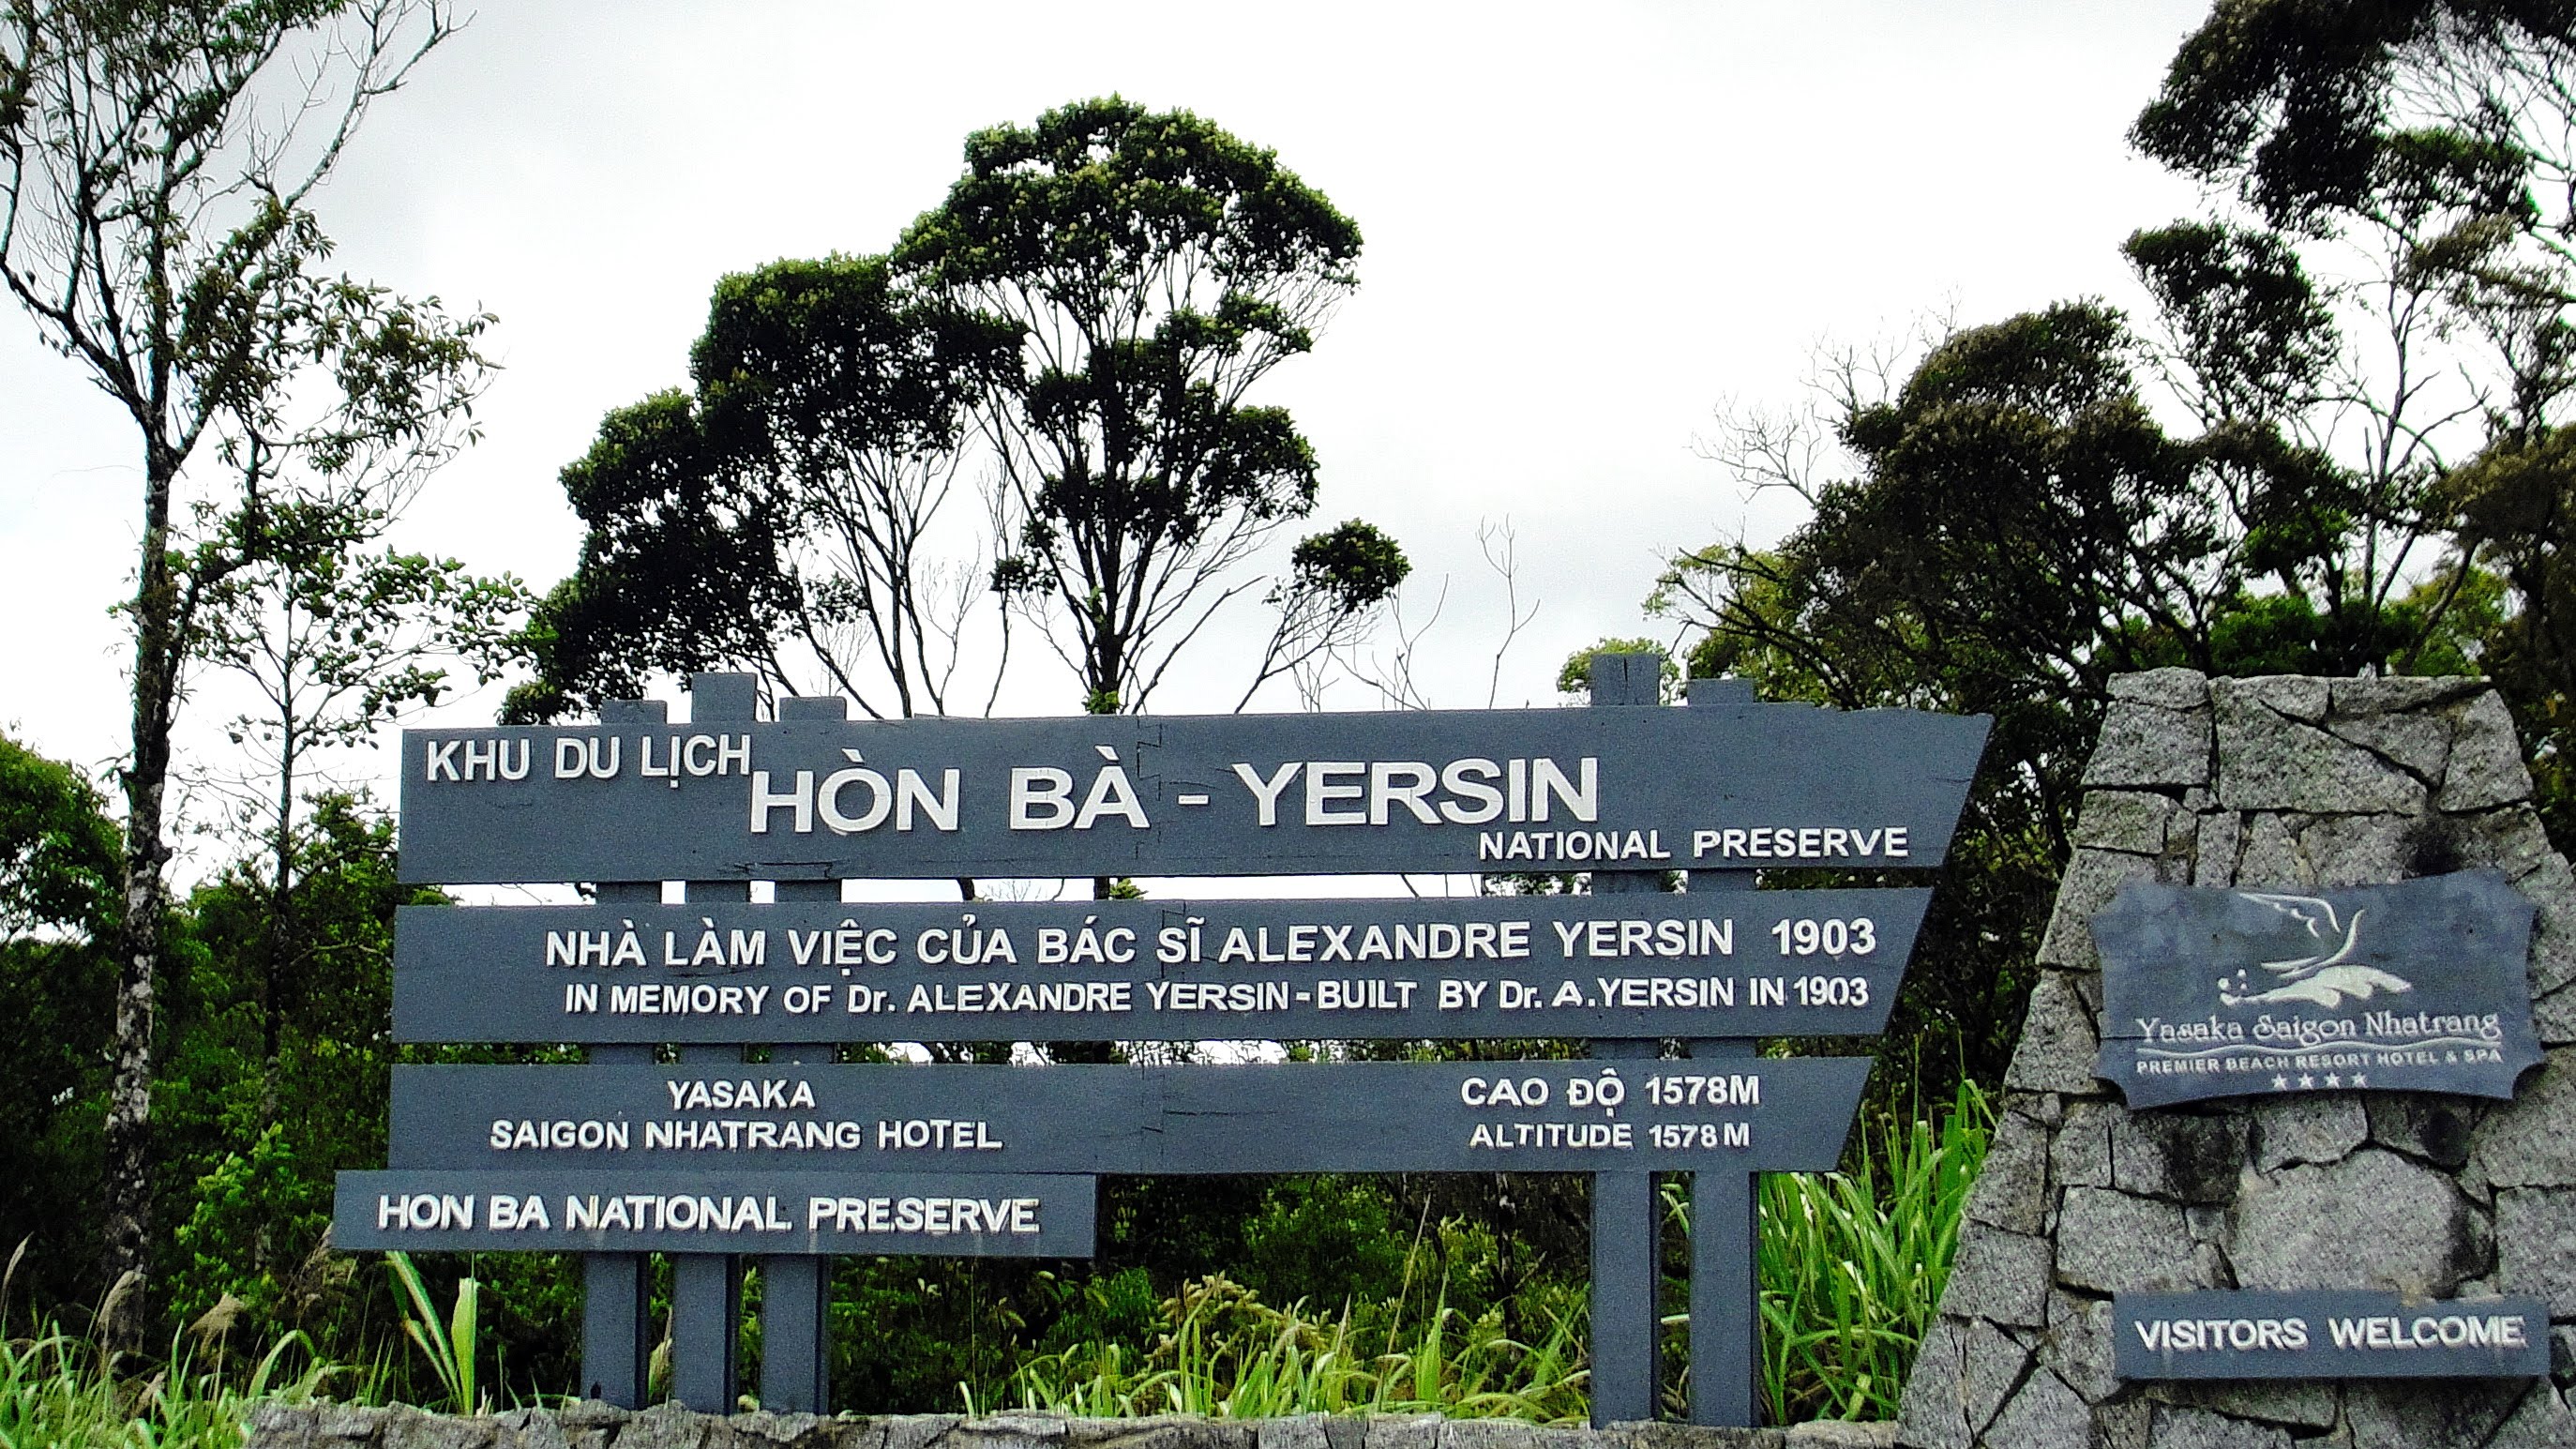 KHU DU LỊCH
HÒN BÀ - YERSIN
NATIONAL PRESERVE
NHÀ LÀM VIỆC CỦA BÁC SĨ ALEXANDRE YERSIN 1903
IN MEMORY OF Dr. ALEXANDRE YERSIN - BUILT BY Dr. A.YERSIN IN 1903
YASAKA
SAIGON NHATRANG HOTEL
CAO ĐỘ 1578M
ALTITUDE 1578 M
HON BA NATIONAL PRESERVE
Yasaka Saigon Nhatrang
PREMIER BEACH RESORT HOTEL & SPA
VISITORS WELCOME